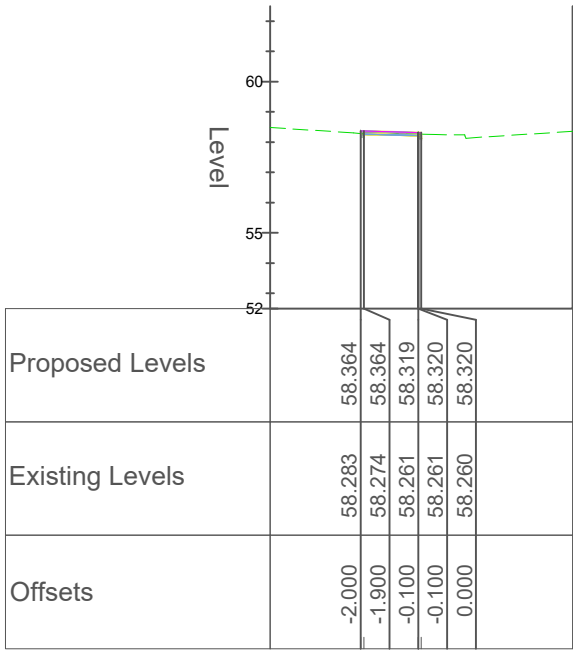 60
Level
55
52
Proposed Levels 58.364 58.364 58.319 58.320 58.320
Existing Levels 58.283 58.274 58.261 58.261 58.260
Offsets -2.000 -1.900 -0.100 -0.100 0.000